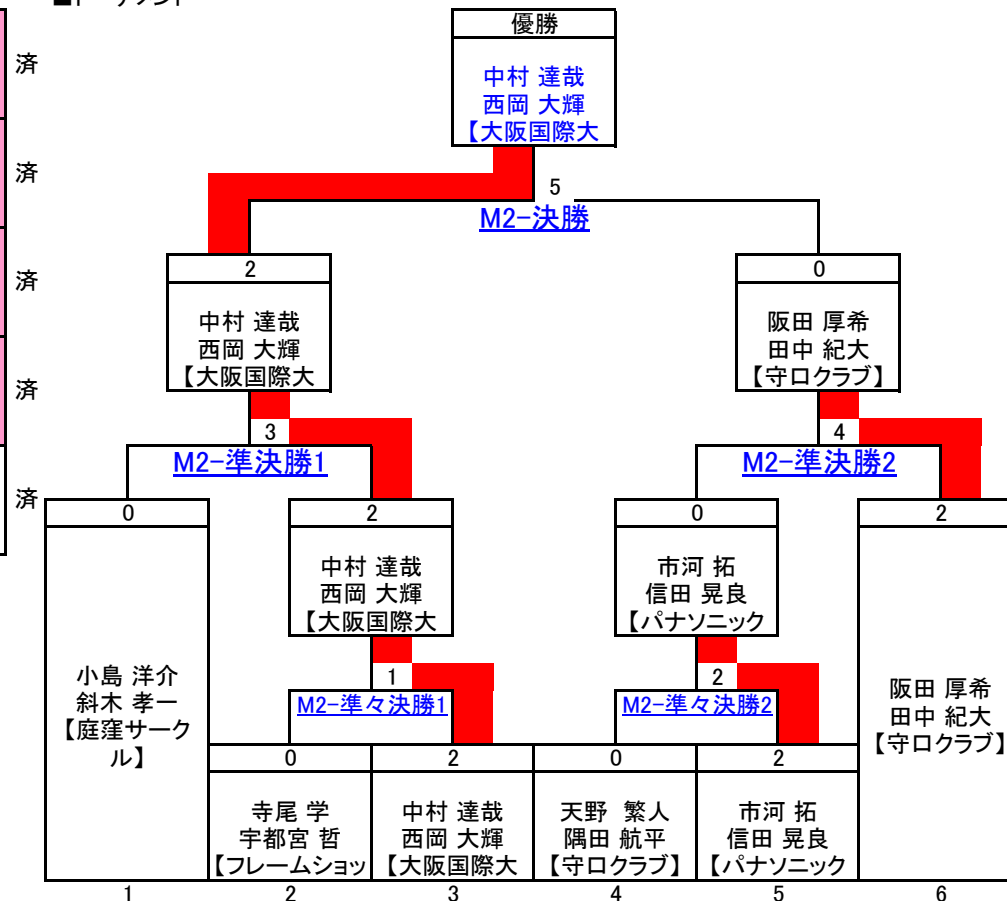 優勝
済
中村 達哉
西岡 大輝
【大阪国際大
済
5
M2-決勝
2
0
済
中村 達哉
西岡 大輝
【大阪国際大
阪田 厚希
田中 紀大
【守口クラブ】
済
3
M2-準決勝1
4
M2-準決勝2
済
0
2
0
2
中村 達哉
西岡 大輝
【大阪国際大
市河 拓
信田 晃良
【パナソニック
小島 洋介
斜木 孝一
【庭窪サーク
ル】
1
M2-準々決勝1
2
M2-準々決勝2
阪田 厚希
田中 紀大
【守口クラブ】
0
2
0
2
寺尾 学
宇都宮 哲
【フレームショッ
中村 達哉
西岡 大輝
【大阪国際大
天野 繁人
隅田 航平
【守口クラブ】
市河 拓
信田 晃良
【パナソニック
1
2
3
4
5
6